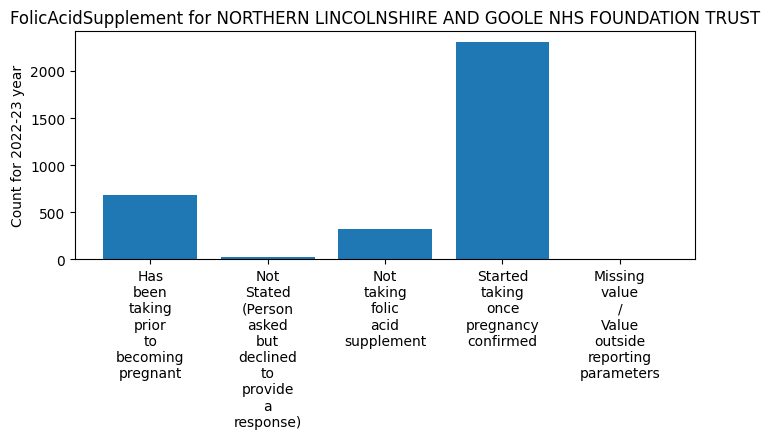 FolicAcidSupplement for NORTHERN LINCOLNSHIRE AND GOOLE NHS FOUNDATION TRUST
Count for 2022-23 year
2000
1500
1000
500
0
Has
been
taking
prior
to
becoming
pregnant
Not
Stated
(Person
asked
but
declined
to
provide
a
response)
Not
taking
folic
acid
supplement
Started
taking
once
pregnancy
confirmed
Missing
value
/
Value
outside
reporting
parameters